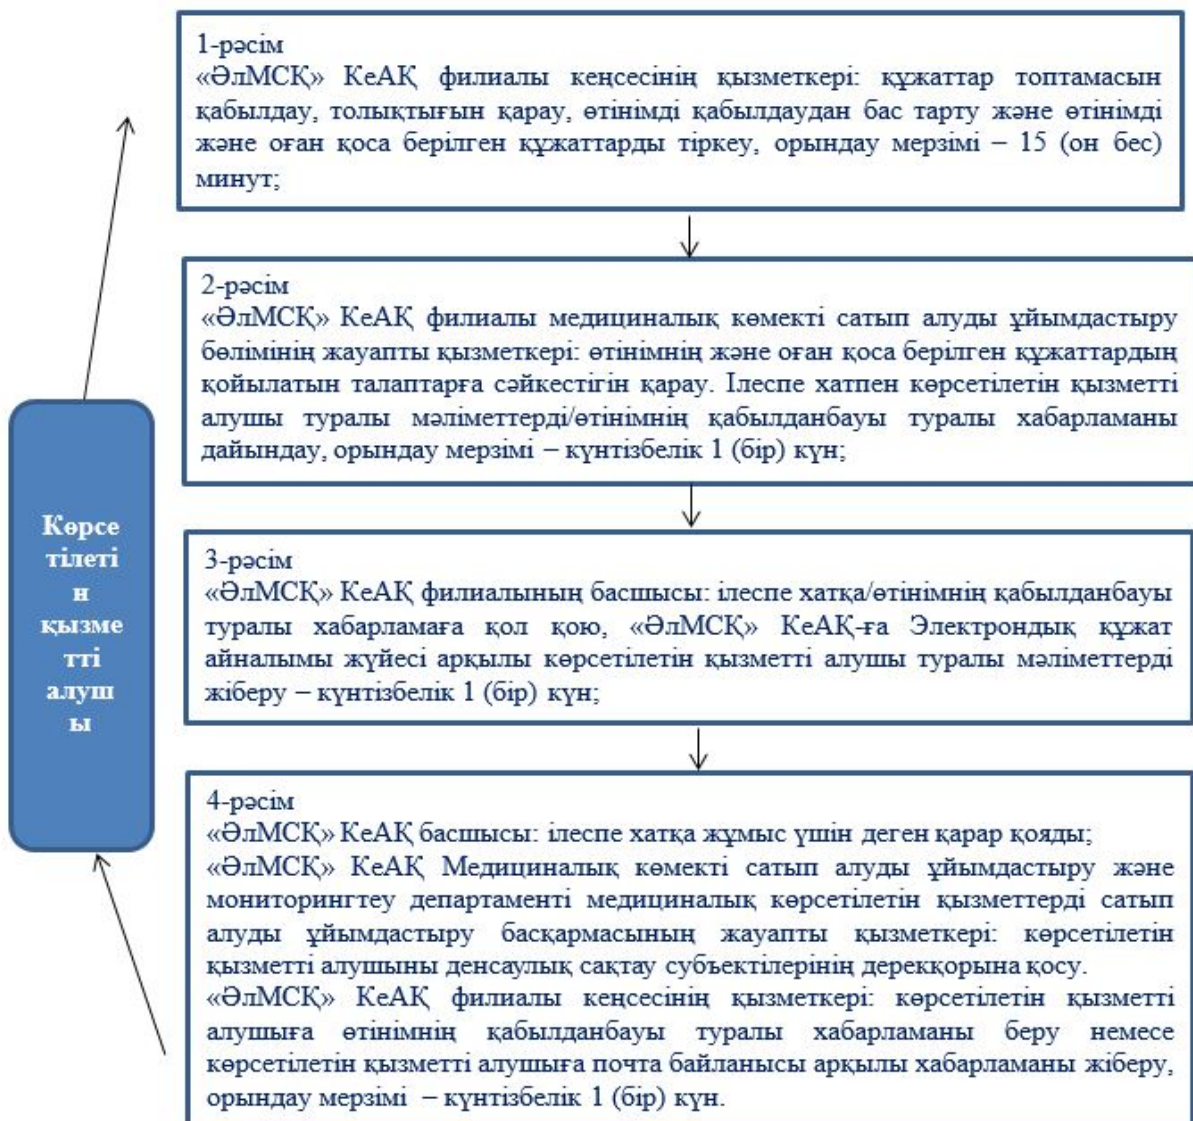 1-рәсім
«ӘлМСҚ» КеАҚ филиалы кеңсесінің қызметкері: құжаттар топтамасын
қабылдау, толықтығын қарау, өтінімді қабылдаудан бас тарту және өтінімді
және оған қоса берілген құжаттарды тіркеу, орындау мерзімі – 15 (он бес)
минут;
2-рәсім
«ӘлМСҚ» КеАҚ филиалы медициналық көмекті сатып алуды ұйымдастыру
бөлімінің жауапты қызметкері: өтінімнің және оған қоса берілген құжаттардың
қойылатын талаптарға сәйкестігін қарау. Ілеспе хатпен көрсетілетін қызметті
алушы туралы мәліметтерді/өтінімнің қабылданбауы туралы хабарламаны
дайындау, орындау мерзімі – күнтізбелік 1 (бір) күн;
Көрсе
тілеті
н
қызме
тті
алуш
ы
3-рәсім
«ӘлМСҚ» КеАҚ филиалының басшысы: ілеспе хатқа/өтінімнің қабылданбауы
туралы хабарламаға қол қою, «ӘлМСҚ» КеАҚ-ға Электрондық құжат
айналымы жүйесі арқылы көрсетілетін қызметті алушы туралы мәліметтерді
жіберу – күнтізбелік 1 (бір) күн;
4-рәсім
«ӘлМСҚ» КеАҚ басшысы: ілеспе хатқа жұмыс үшін деген қарар қояды;
«ӘлМСҚ» КеАҚ Медициналық көмекті сатып алуды ұйымдастыру және
мониторингтеу департаменті медициналық көрсетілетін қызметтерді сатып
алуды ұйымдастыру басқармасының жауапты қызметкері: көрсетілетін
қызметті алушыны денсаулық сақтау субъектілерінің дерекқорына қосу.
«ӘлМСҚ» КеАҚ филиалы кеңсесінің қызметкері: көрсетілетін қызметті
алушыға өтінімнің қабылданбауы туралы хабарламаны беру немесе
көрсетілетін қызметті алушыға почта байланысы арқылы хабарламаны жіберу,
орындау мерзімі – күнтізбелік 1 (бір) күн.